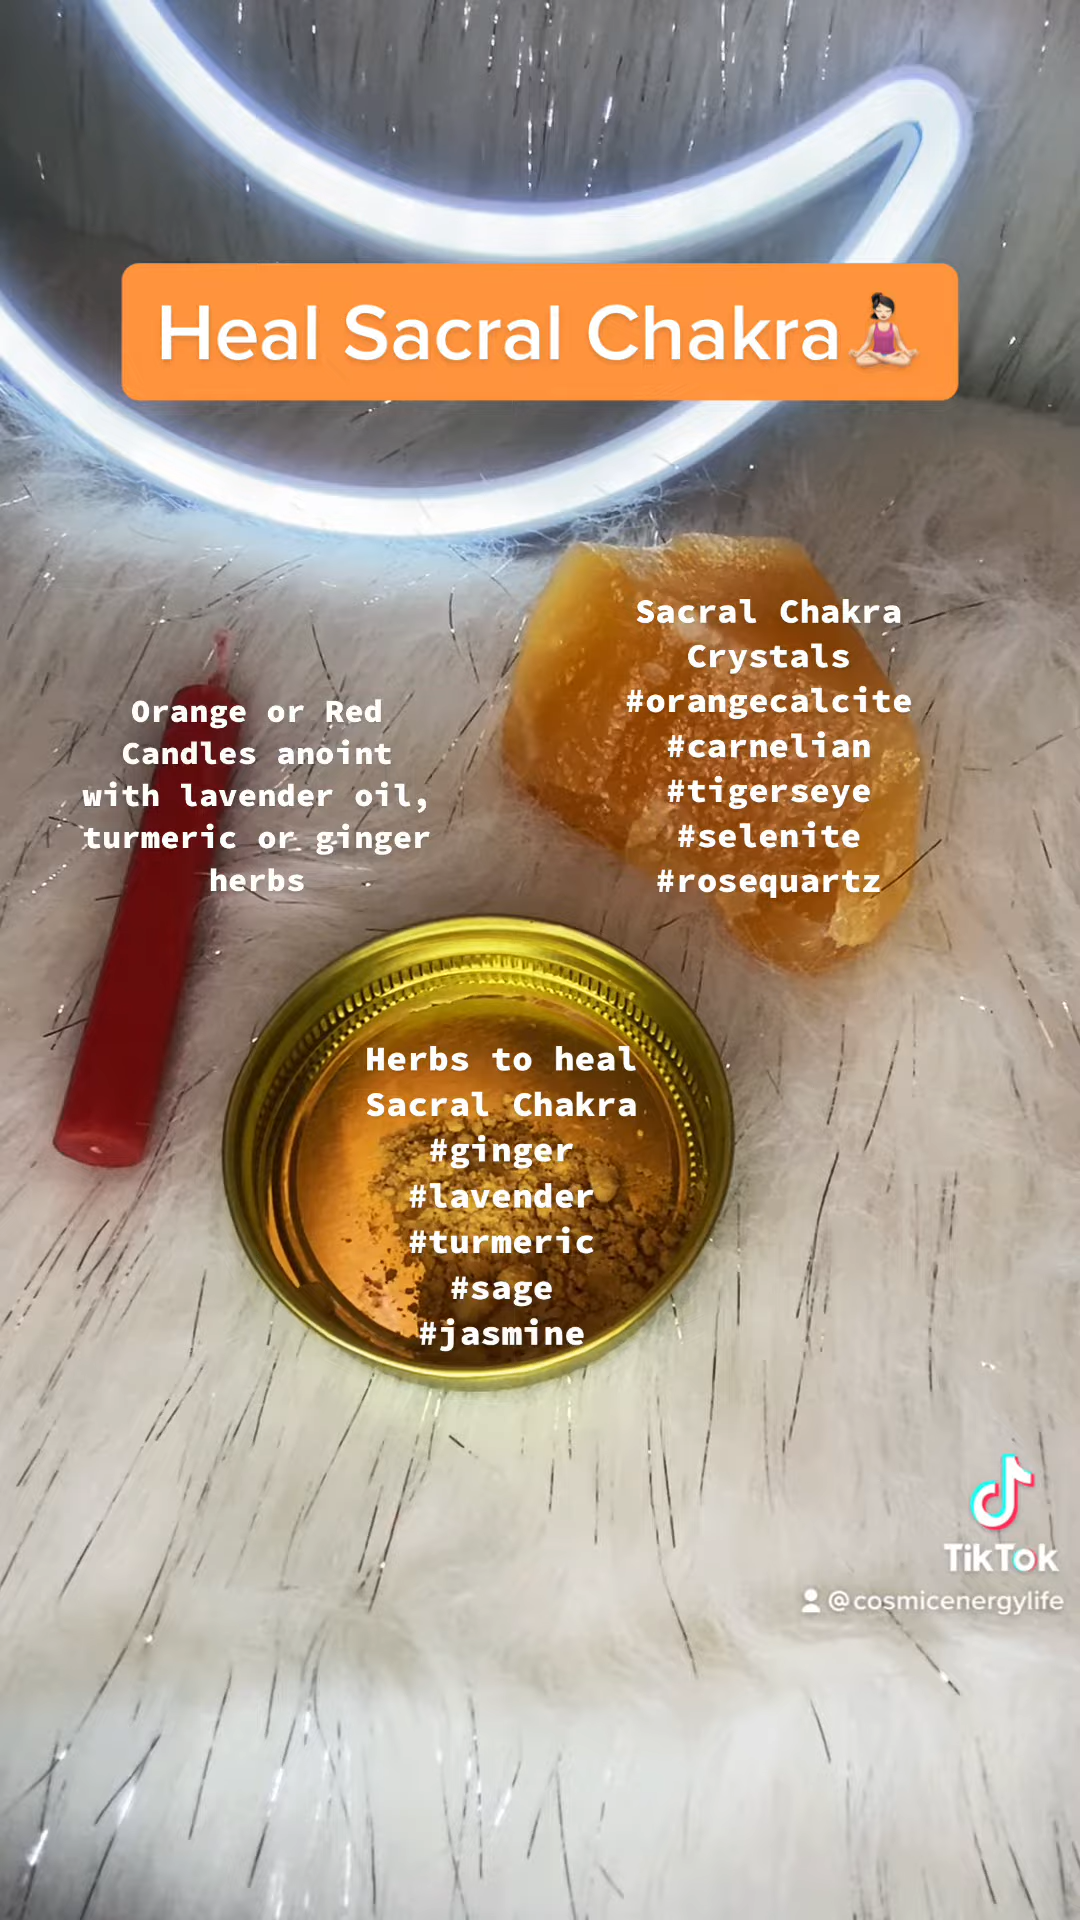 Heal Sacral Chakra🧘🏻‍♀️
Orange or Red
Candles anoint
with lavender oil,
turmeric or ginger
herbs
Sacral Chakra
Crystals
#orangecalcite
#carnelian
#tigerseye
#selenite
#rosequartz
Herbs to heal
Sacral Chakra
#ginger
#lavender
#turmeric
#sage
#jasmine
TikTok
@cosmicenergylife